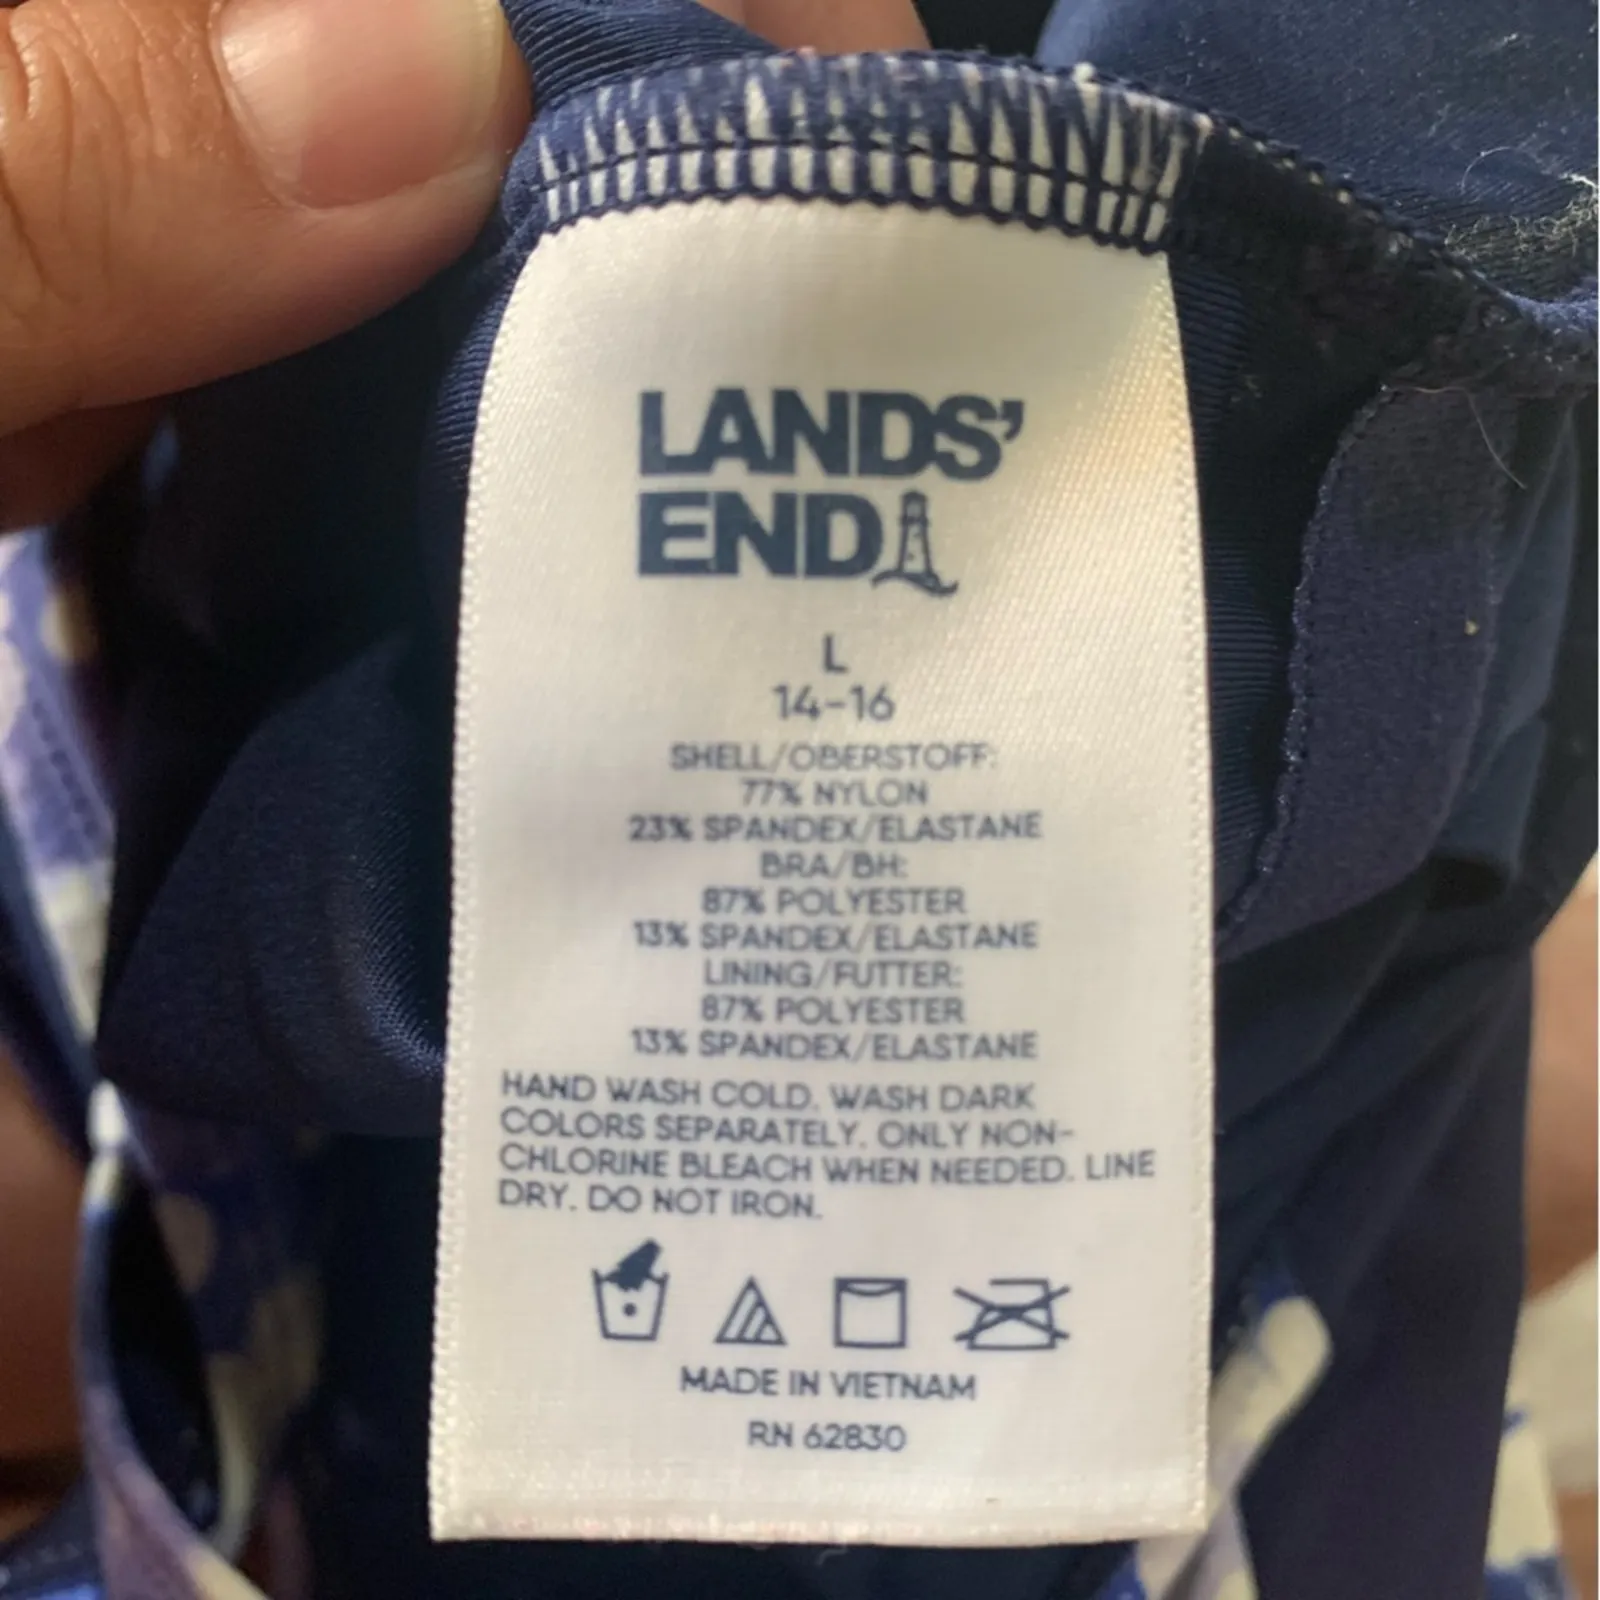 LANDS'
END
L
14-16
SHELL/OBERSTOFF:
77% NYLON
23% SPANDEX/ELASTANE
BRA/BH:
87% POLYESTER
13% SPANDEX/ELASTANE
LINING/FUTTER:
87% POLYESTER
13% SPANDEX/ELASTANE
HAND WASH COLD. WASH DARK
COLORS SEPARATELY. ONLY NON-
CHLORINE BLEACH WHEN NEEDED. LINE
DRY. DO NOT IRON.
MADE IN VIETNAM
RN 62830